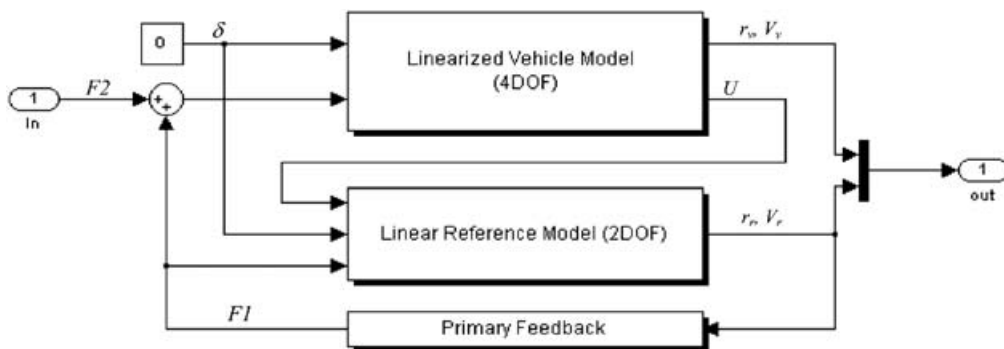 0
δ
1
In
F2
+
+
Linearized Vehicle Model
(4DOF)
rᵥ, Vᵥ
U
Linear Reference Model (2DOF)
rᵣ, Vᵣ
1
out
F1
Primary Feedback